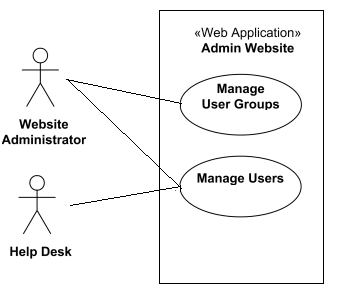 «Web Application»
Admin Website
Manage
User Groups
Website
Administrator
Manage Users
Help Desk